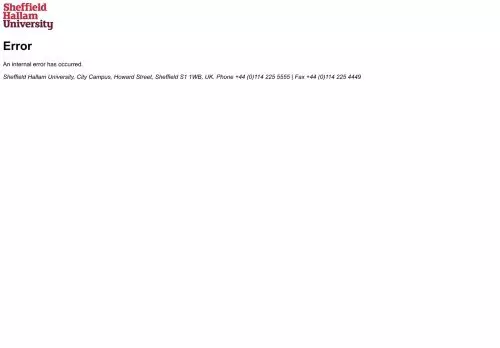 Sheffield
Hallam
University
Error
An internal error has occurred.
Sheffield Hallam University, City Campus, Howard Street, Sheffield S1 1WB, UK. Phone +44 (0)114 225 5555 | Fax +44 (0)114 225 4449